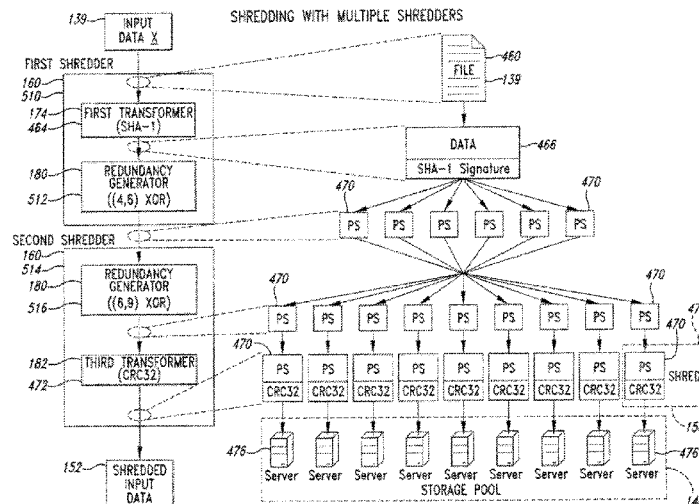 SHREDDING WITH MULTIPLE SHREDDERS
139
INPUT
DATA X
FIRST SHREDDER
160
510
174
464
FIRST TRANSFORMER
(SHA-1)
180
512
REDUNDANCY
GENERATOR
((4,6) XOR)
SECOND SHREDDER
160
514
180
516
REDUNDANCY
GENERATOR
((6,9) XOR)
182
472
THIRD TRANSFORMER
(CRC32)
152
SHREDDED
INPUT
DATA
FILE
460
139
DATA
SHA-1 Signature
466
470
470
PS PS PS PS PS PS
470
470
PS PS PS PS PS PS PS PS PS
470
470
PS PS PS PS PS PS PS PS PS
CRC32 CRC32 CRC32 CRC32 CRC32 CRC32 CRC32 CRC32 CRC32
SHRED
476
476
Server Server Server Server Server Server Server Server Server
STORAGE POOL